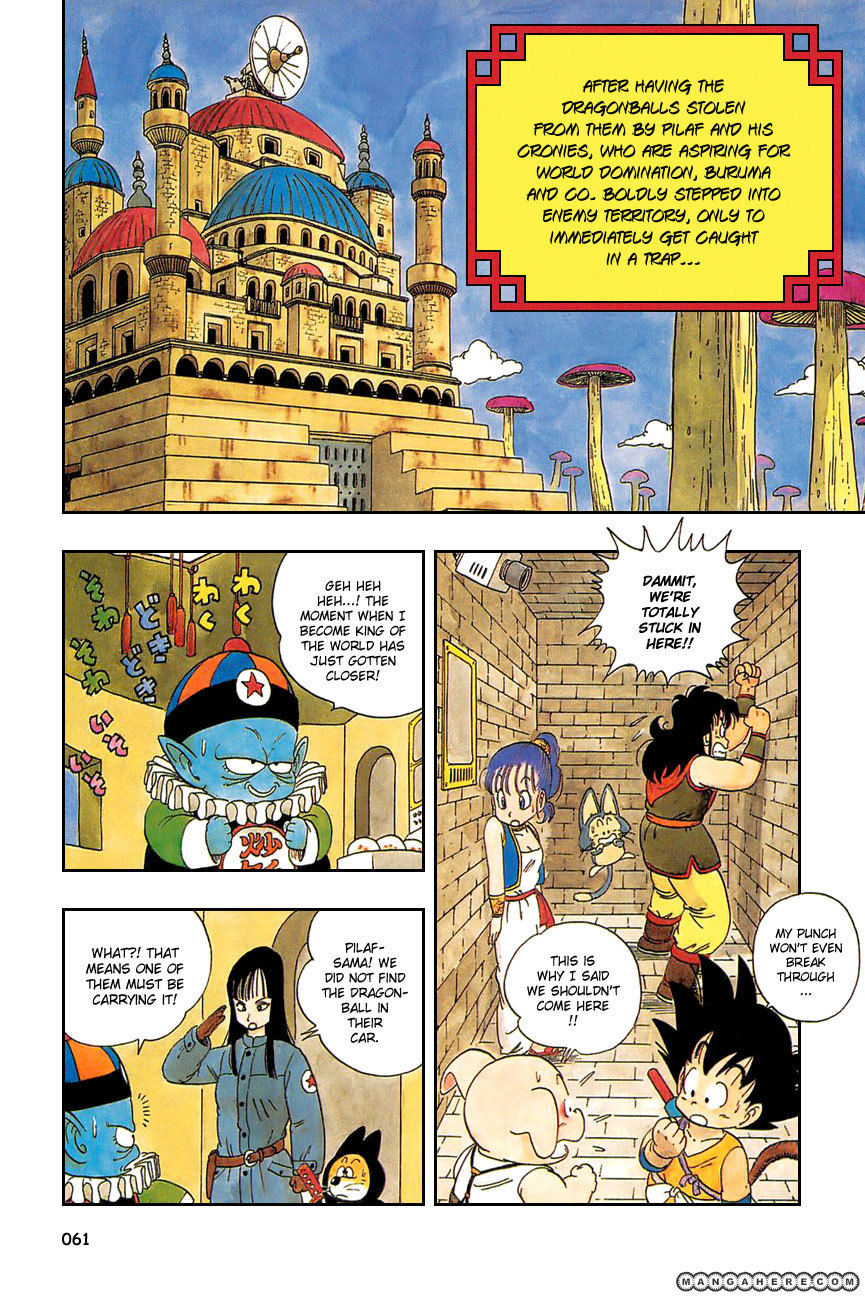 AFTER HAVING THE
DRAGONBALLS STOLEN
FROM THEM BY PILAF AND HIS
CRONIES, WHO ARE ASPIRING FOR
WORLD DOMINATION, BURUMA
AND CO. BOLDLY STEPPED INTO
ENEMY TERRITORY, ONLY TO
IMMEDIATELY GET CAUGHT
IN A TRAP...
DAMMIT,
WE'RE
TOTALLY
STUCK IN
HERE!!
MY PUNCH
WON'T EVEN
BREAK
THROUGH
...
THIS IS
WHY I SAID
WE SHOULDN'T
COME HERE
!!
GEH HEH
HEH...! THE
MOMENT WHEN I
BECOME KING OF
THE WORLD HAS
JUST GOTTEN
CLOSER!
わくわく
どきどき
そわそわ
いそいそ
炒
PILAF-
SAMA! WE
DID NOT FIND
THE DRAGON-
BALL IN
THEIR
CAR.
WHAT?! THAT
MEANS ONE OF
THEM MUST BE
CARRYING IT!
061
MANGAHERE.COM